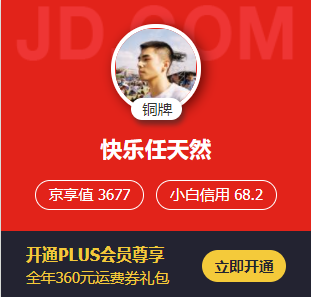 JD.COM
铜牌
快乐任天然
京享值 3677
小白信用 68.2
开通PLUS会员尊享
全年360元运费券礼包
立即开通